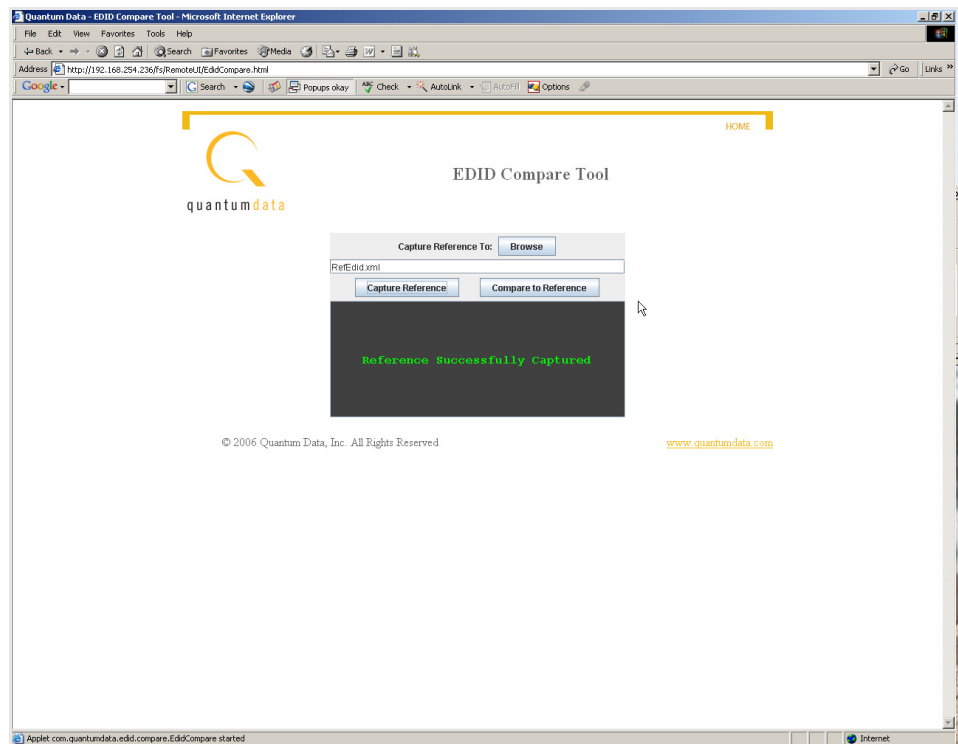 Quantum Data - EDID Compare Tool - Microsoft Internet Explorer
File Edit View Favorites Tools Help
Back Search Favorites Media
Address http://192.168.254.236/fs/RemoteUI/EdidCompare.html Go Links »
Google Search Popups okay ABC Check AutoLink AutoFill Options
HOME
EDID Compare Tool
quantumdata
Capture Reference To: Browse
RefEdid.xml
Capture Reference Compare to Reference
Reference Successfully Captured
© 2006 Quantum Data, Inc. All Rights Reserved www.quantumdata.com
Applet com.quantumdata.edid.compare.EdidCompare started Internet